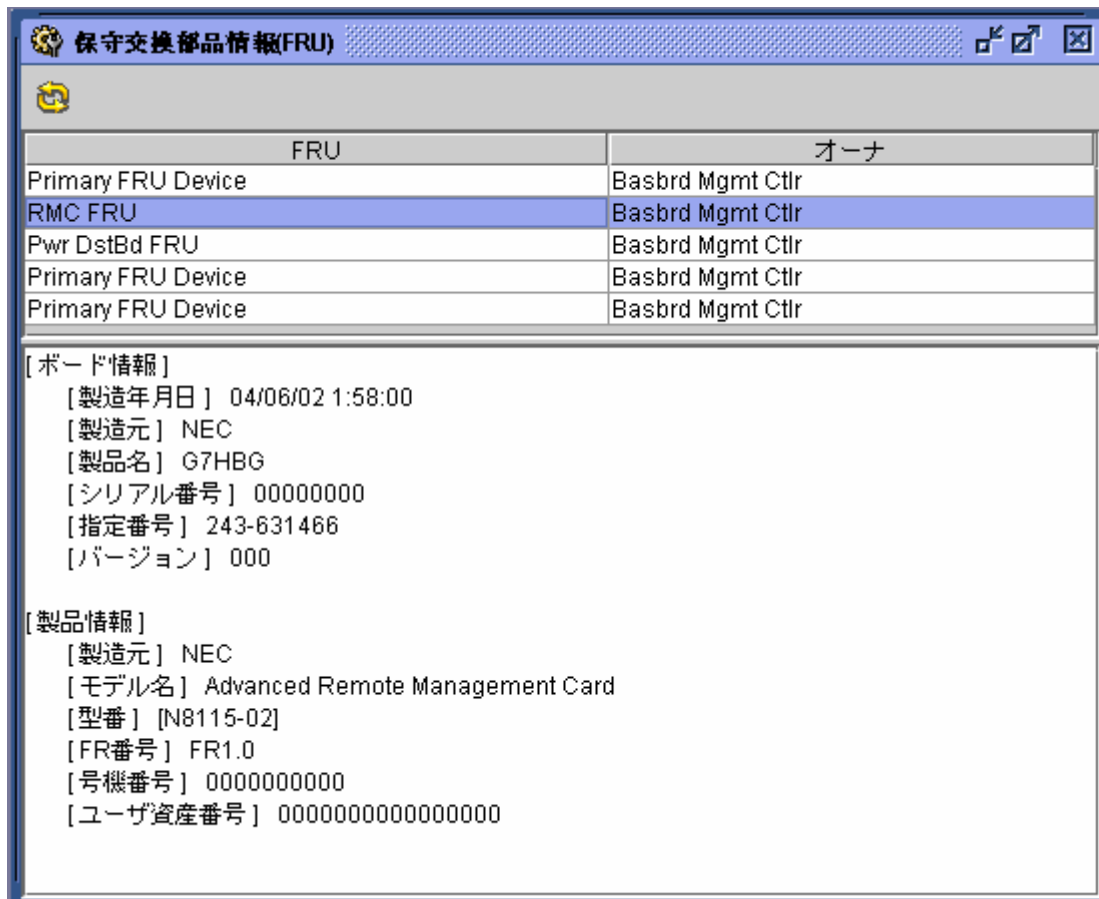 保守交換部品情報(FRU)
FRU オーナ
Primary FRU Device Basbrd Mgmt Ctlr
RMC FRU Basbrd Mgmt Ctlr
Pwr DstBd FRU Basbrd Mgmt Ctlr
Primary FRU Device Basbrd Mgmt Ctlr
Primary FRU Device Basbrd Mgmt Ctlr
[ボード情報]
[製造年月日] 04/06/02 1:58:00
[製造元] NEC
[製品名] G7HBG
[シリアル番号] 00000000
[指定番号] 243-631466
[バージョン] 000
[製品情報]
[製造元] NEC
[モデル名] Advanced Remote Management Card
[型番] [N8115-02]
[FR番号] FR1.0
[号機番号] 0000000000
[ユーザ資産番号] 0000000000000000